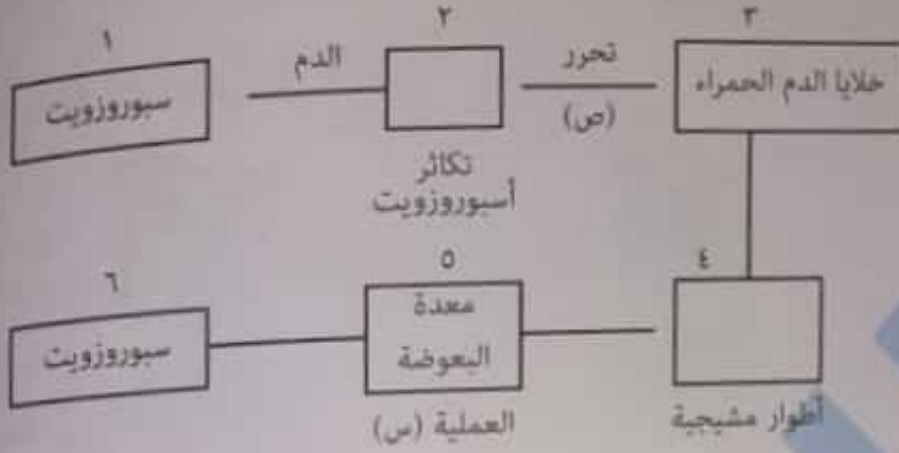 ١
٢
٣
سبوروزويت
الدم
تحرر
(ص)
خلايا الدم الحمراء
تكاثر
أسبوروزويت
٤
٥
٦
أطوار مشيجية
معدة
البعوضة
العملية (س)
سبوروزويت